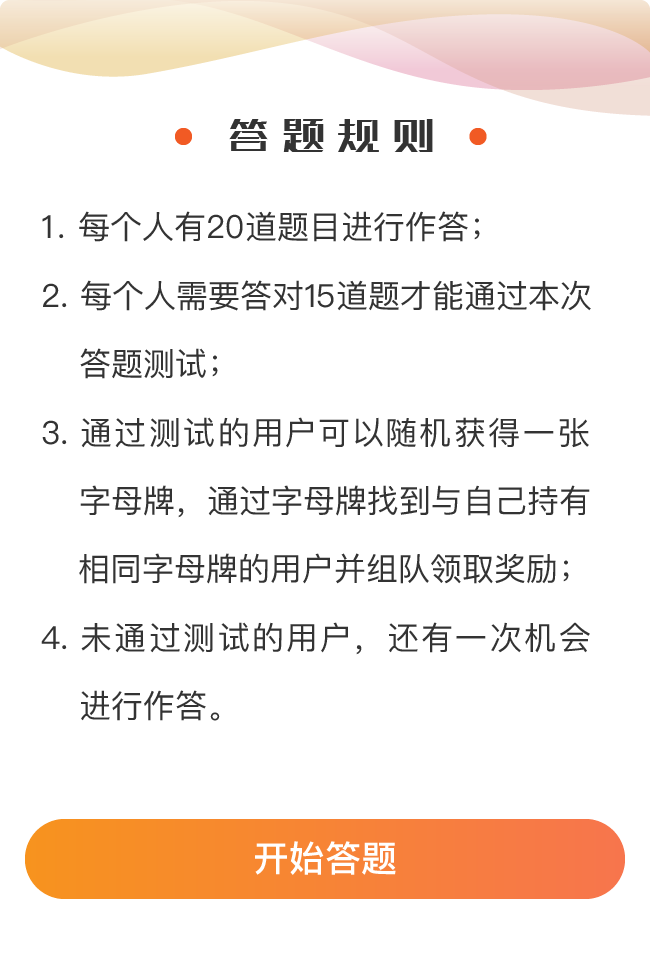 答题规则
1. 每个人有20道题目进行作答；
2. 每个人需要答对15道题才能通过本次
答题测试；
3. 通过测试的用户可以随机获得一张
字母牌，通过字母牌找到与自己持有
相同字母牌的用户并组队领取奖励；
4. 未通过测试的用户，还有一次机会
进行作答。
开始答题